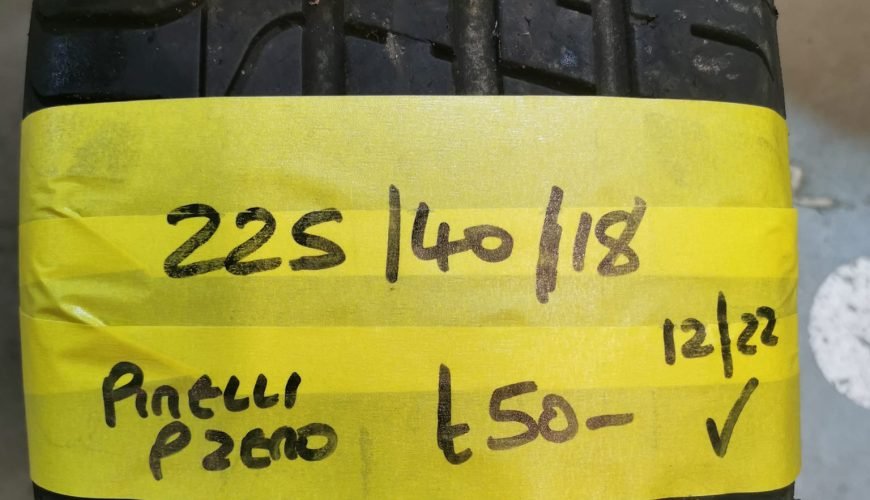 225/40/18
12/22
PIRELLI
P ZERO
£50-
✓